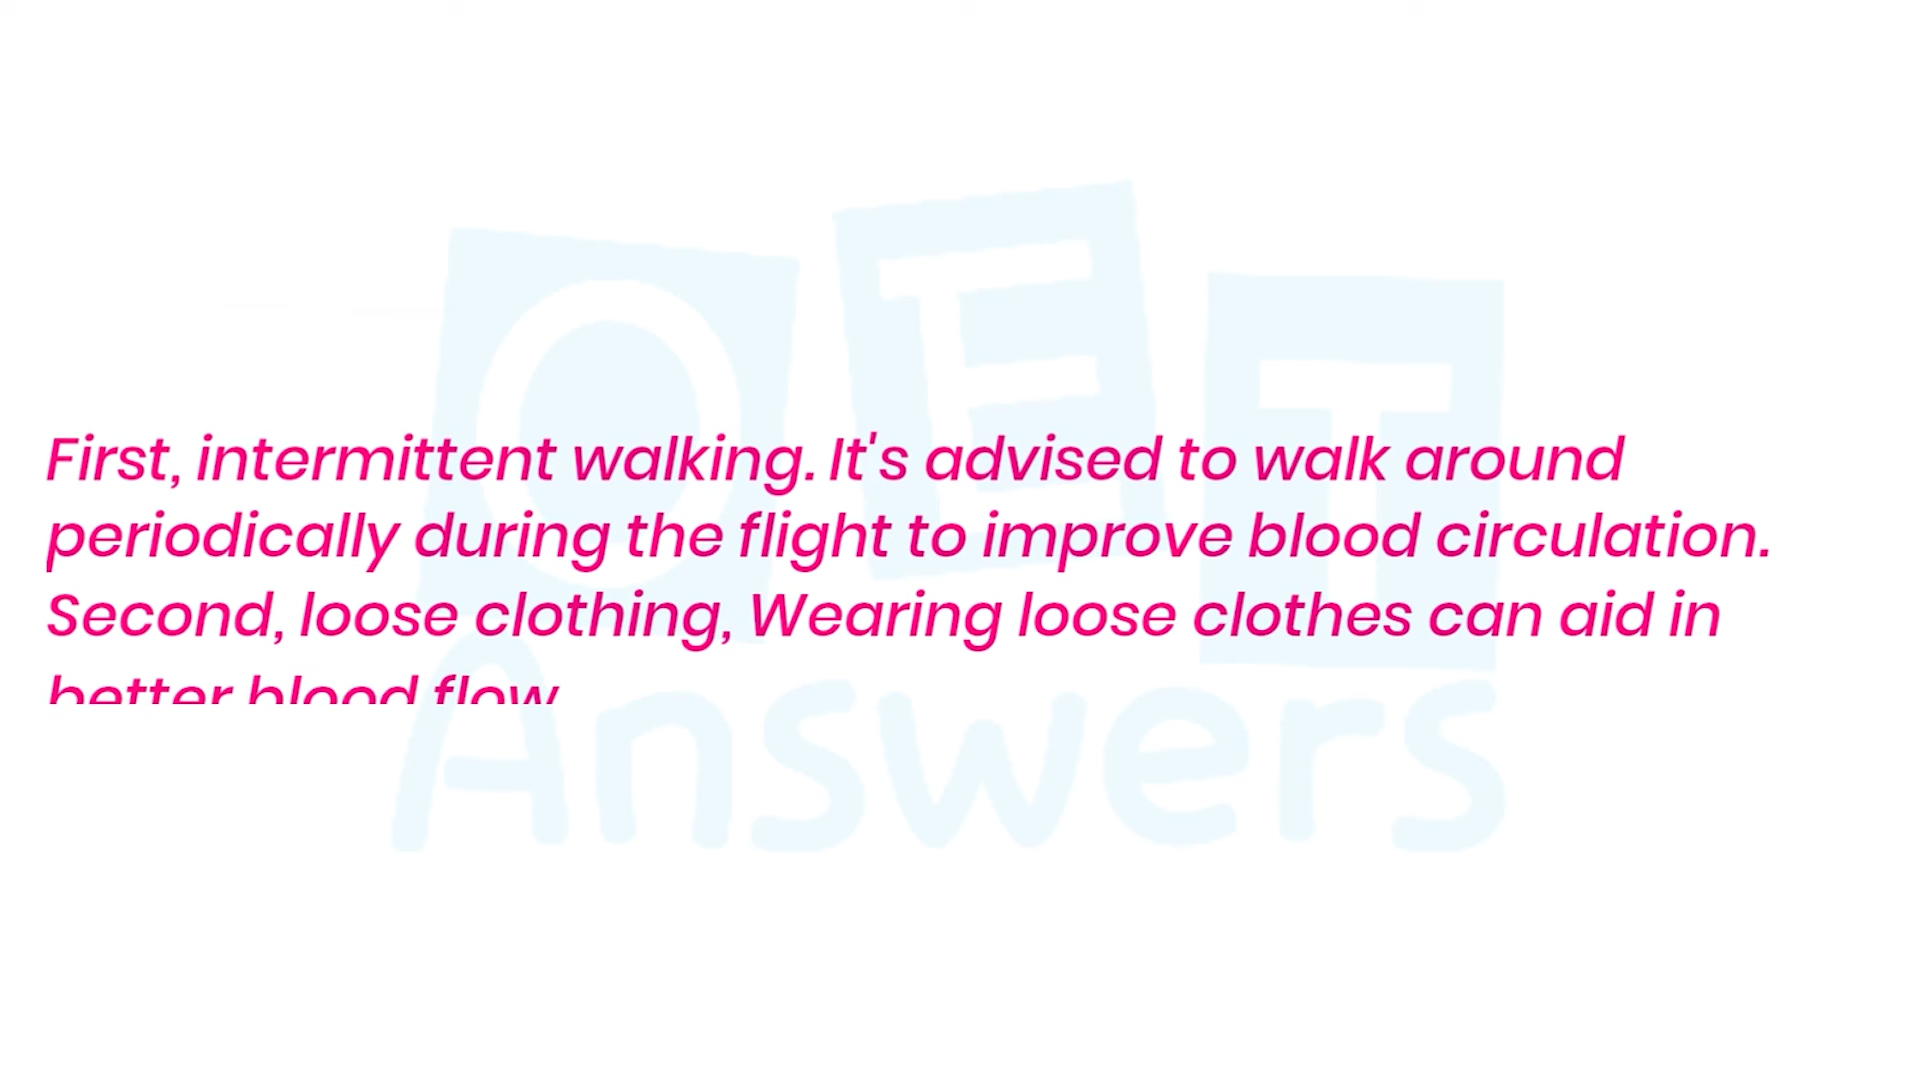 O E T
Answers
First, intermittent walking. It's advised to walk around
periodically during the flight to improve blood circulation.
Second, loose clothing, Wearing loose clothes can aid in
better blood flow